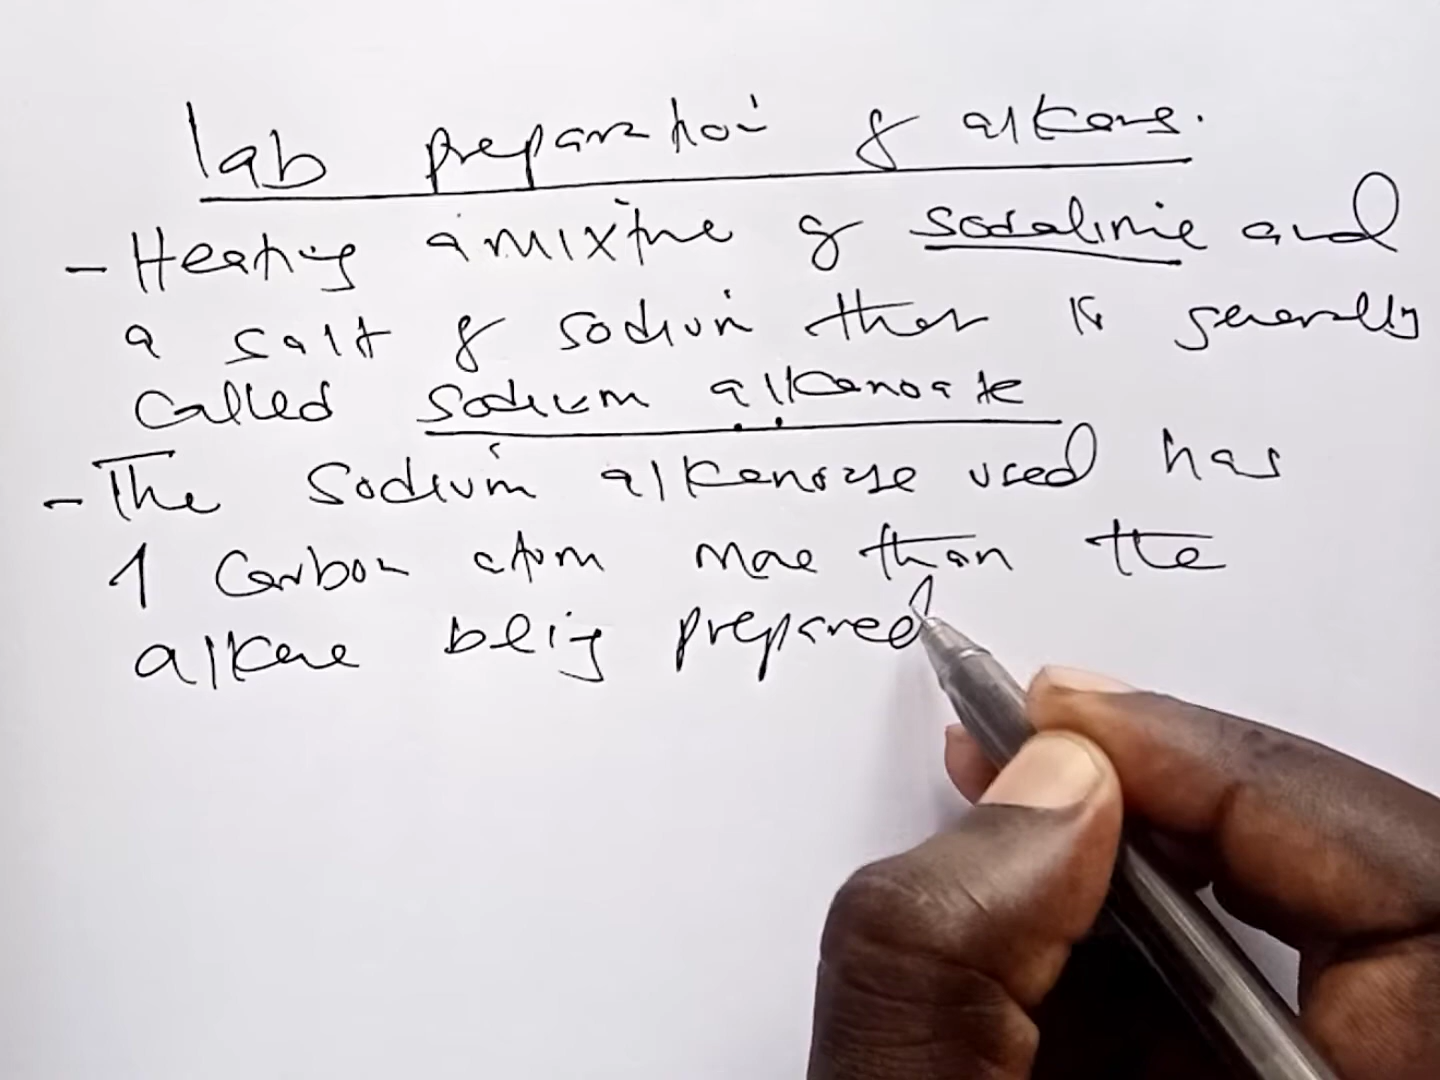 lab preparation of alkanes.
- Heating a mixture of sodalime and
a salt of sodium that is generally
called sodium alkanoate
- The sodium alkanoate used has
1 carbon atom more than the
alkane being prepared